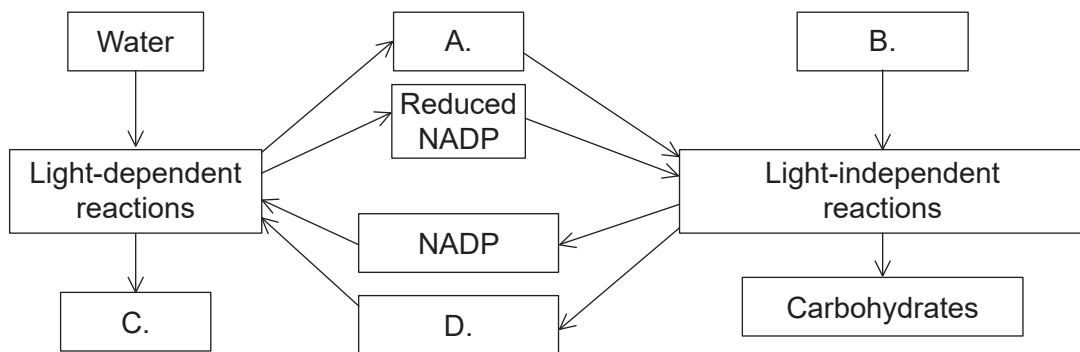 Water
A.
B.
Reduced
NADP
Light-dependent
reactions
Light-independent
reactions
NADP
C.
D.
Carbohydrates